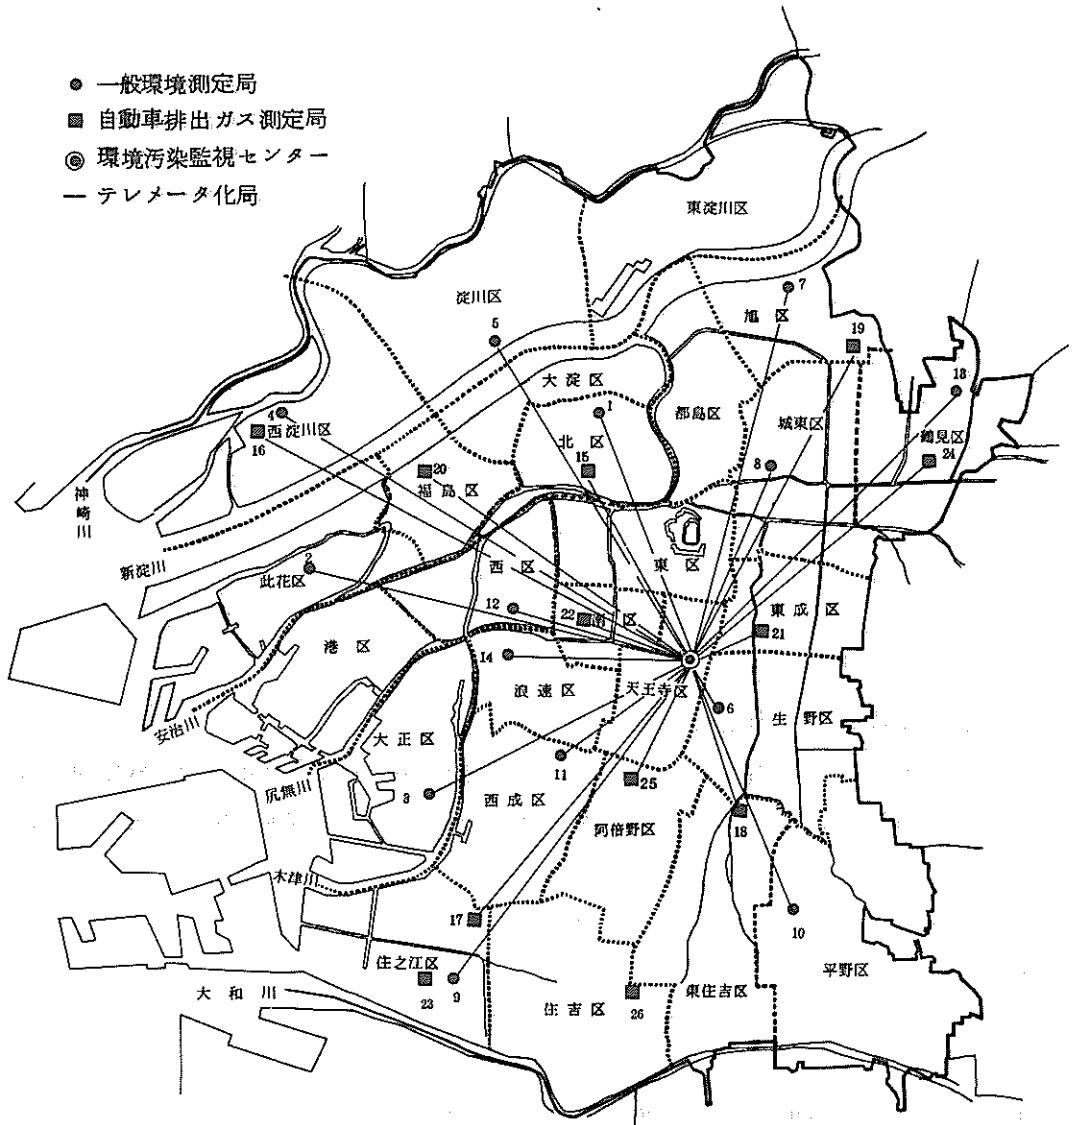 一般環境測定局
自動車排出ガス測定局
環境汚染監視センター
テレメータ化局
東淀川区
淀川区
7
旭区
5
19
13
大淀区
4
1
都島区
城東区
鶴見区
西淀川区
16
北区
15
8
24
20
福島区
神崎川
新淀川
2
此花区
西区
東区
12
22
南区
東成区
21
港区
14
浪速区
天王寺区
6
生野区
安治川
大正区
尻無川
3
11
西成区
25
阿倍野区
18
木津川
17
10
住之江区
平野区
大和川
23
9
住吉区
26
東住吉区